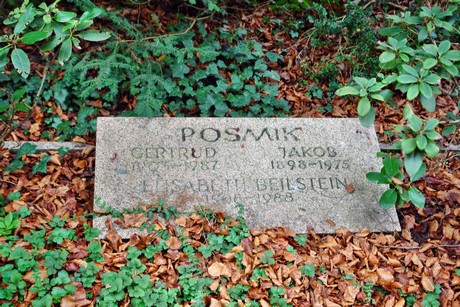 POSMIK
GERTRUD JAKOB
1987 1898-1975
ELISABETH BEILSTEIN
1988